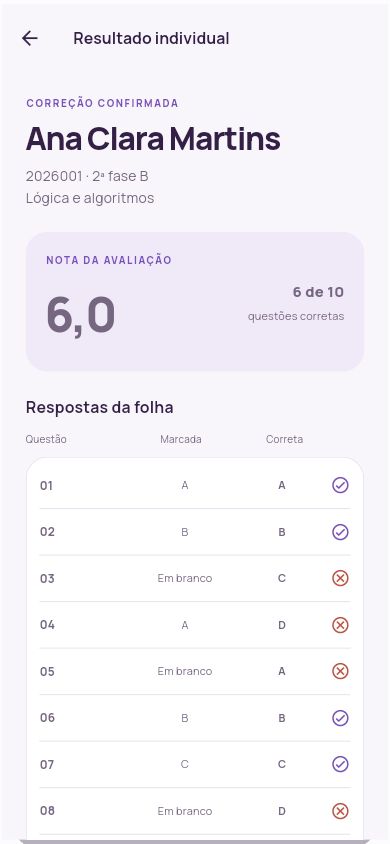 Resultado individual
CORREÇÃO CONFIRMADA
Ana Clara Martins
2026001 · 2ª fase B
Lógica e algoritmos
NOTA DA AVALIAÇÃO
6,0
6 de 10
questões corretas
Respostas da folha
Questão Marcada Correta
01 A A
02 B B
03 Em branco C
04 A D
05 Em branco A
06 B B
07 C C
08 Em branco D